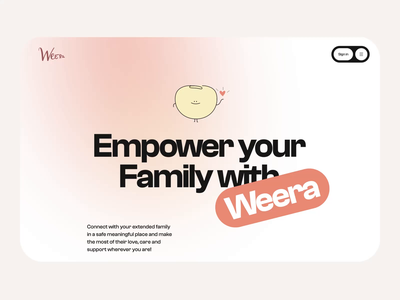 Weera
Sign in
Empower your
Family with
Weera
Connect with your extended family
in a safe meaningful place and make
the most of their love, care and
support wherever you are!